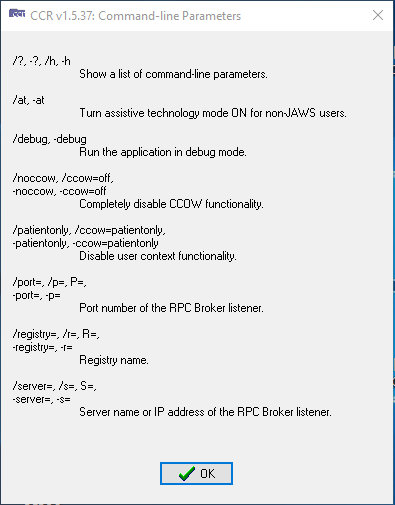 CCR v1.5.37: Command-line Parameters
/?, -?, /h, -h
Show a list of command-line parameters.
/at, -at
Turn assistive technology mode ON for non-JAWS users.
/debug, -debug
Run the application in debug mode.
/noccow, /ccow=off,
-noccow, -ccow=off
Completely disable CCOW functionality.
/patientonly, /ccow=patientonly,
-patientonly, -ccow=patientonly
Disable user context functionality.
/port=, /p=, P=,
-port=, -p=
Port number of the RPC Broker listener.
/registry=, /r=, R=,
-registry=, -r=
Registry name.
/server=, /s=, S=,
-server=, -s=
Server name or IP address of the RPC Broker listener.
OK